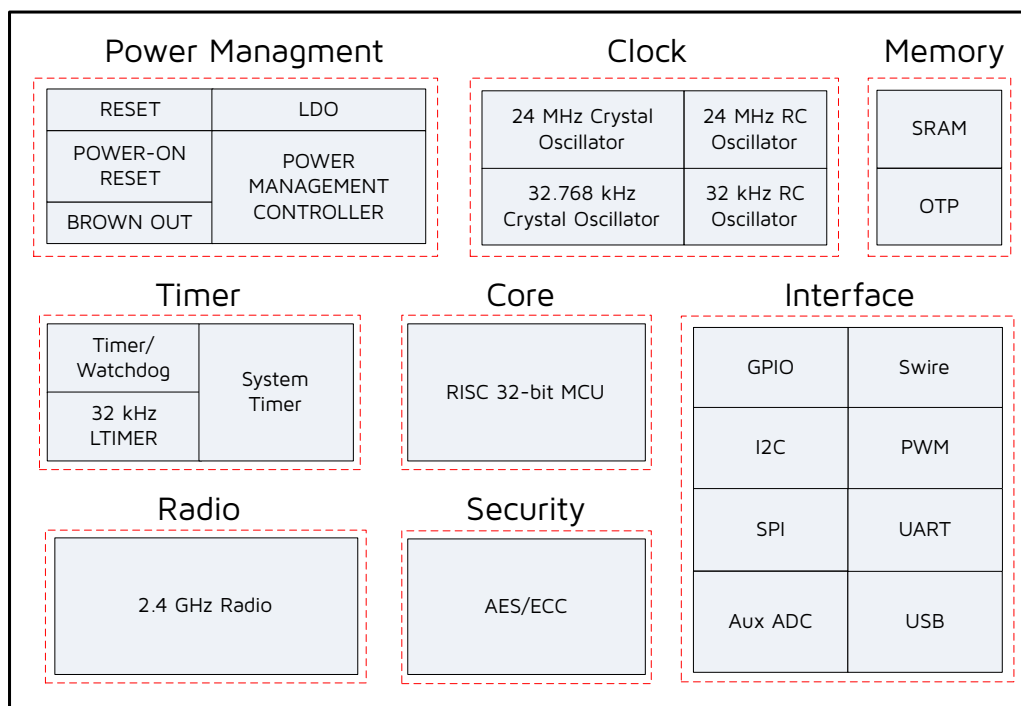 Power Managment
RESET
LDO
POWER-ON
RESET
POWER
MANAGEMENT
CONTROLLER
BROWN OUT
Clock
24 MHz Crystal
Oscillator
24 MHz RC
Oscillator
32.768 kHz
Crystal Oscillator
32 kHz RC
Oscillator
Memory
SRAM
OTP
Timer
Timer/
Watchdog
32 kHz
LTIMER
System
Timer
Core
RISC 32-bit MCU
Interface
GPIO
Swire
I2C
PWM
SPI
UART
Aux ADC
USB
Radio
2.4 GHz Radio
Security
AES/ECC